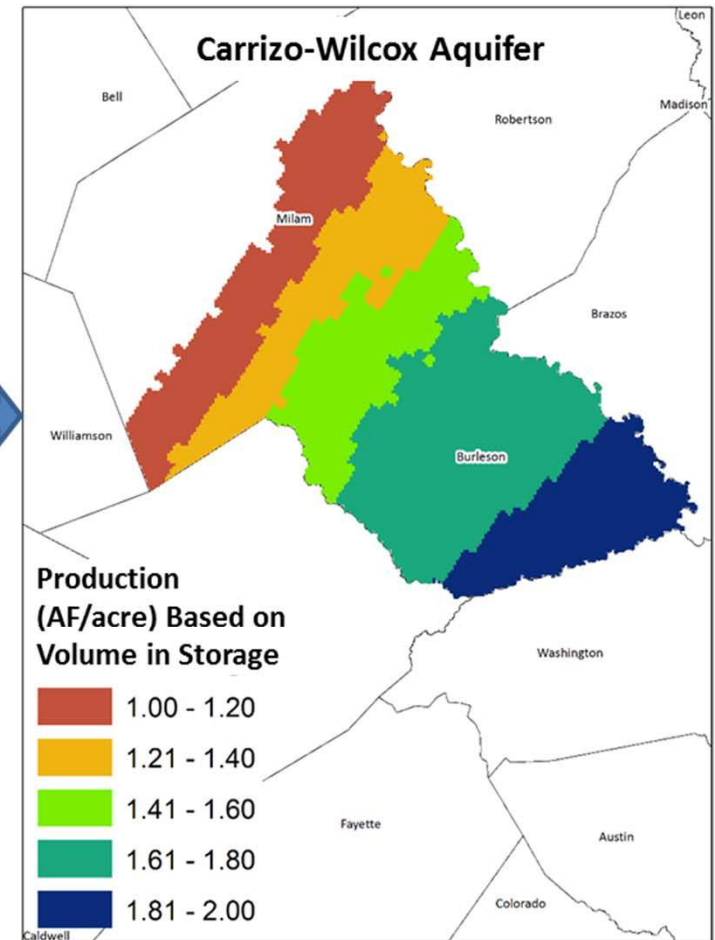 Carrizo-Wilcox Aquifer
Leon
Bell
Madison
Robertson
Milam
Brazos
Williamson
Burleson
Production
(AF/acre) Based on
Volume in Storage
Washington
1.00 - 1.20
1.21 - 1.40
1.41 - 1.60
Fayette
Austin
1.61 - 1.80
1.81 - 2.00
Colorado
Caldwell